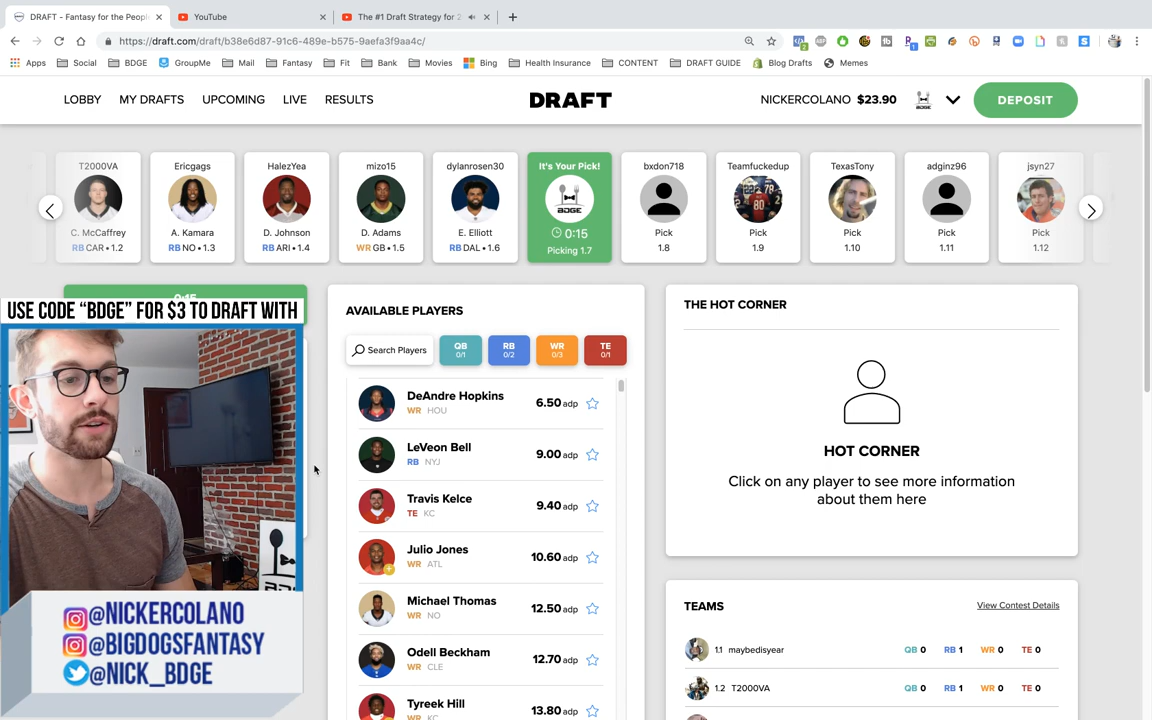 DRAFT - Fantasy for the People
YouTube
The #1 Draft Strategy for 2
https://draft.com/draft/b38e6d87-91c6-489e-b575-9aefa3f9aa4c/
Apps Social BDGE GroupMe Mail Fantasy Fit Bank Movies Bing Health Insurance CONTENT DRAFT GUIDE Blog Drafts Memes
LOBBY MY DRAFTS UPCOMING LIVE RESULTS DRAFT NICKERCOLANO $23.90 DEPOSIT
T2000VA Ericgags HalezYea mizo15 dylanrosen30 It's Your Pick! bxdon718 Teamfuckedup TexasTony adginz96 jsyn27
BDGE
C. McCaffrey A. Kamara D. Johnson D. Adams E. Elliott 0:15 Pick Pick Pick Pick Pick
RB CAR • 1.2 RB NO • 1.3 RB ARI • 1.4 WR GB • 1.5 RB DAL • 1.6 Picking 1.7 1.8 1.9 1.10 1.11 1.12
USE CODE "BDGE" FOR $3 TO DRAFT WITH
BDGE
@NICKERCOLANO
@BIGDOGSFANTASY
@NICK_BDGE
AVAILABLE PLAYERS
Search Players
QB 0/1
RB 0/2
WR 0/3
TE 0/1
DeAndre Hopkins 6.50 adp
WR HOU
LeVeon Bell 9.00 adp
RB NYJ
Travis Kelce 9.40 adp
TE KC
Julio Jones 10.60 adp
WR ATL
Michael Thomas 12.50 adp
WR NO
Odell Beckham 12.70 adp
WR CLE
Tyreek Hill 13.80 adp
WR KC
THE HOT CORNER
HOT CORNER
Click on any player to see more information
about them here
TEAMS View Contest Details
1.1 maybedisyear QB 0 RB 1 WR 0 TE 0
1.2 T2000VA QB 0 RB 1 WR 0 TE 0